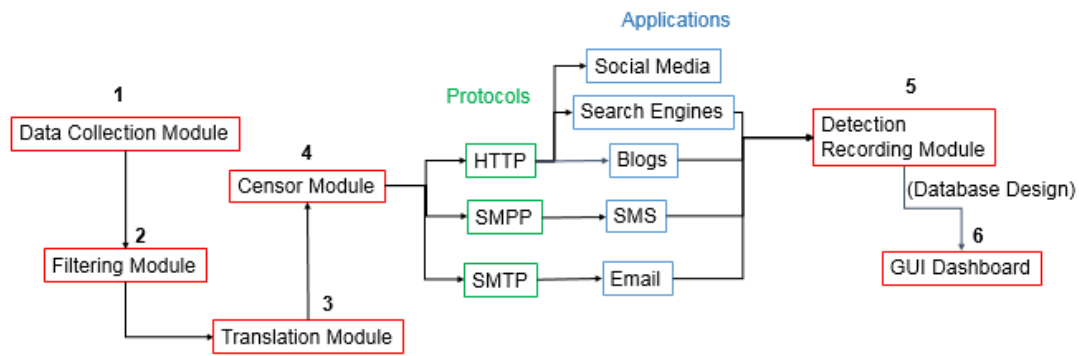 Applications
Social Media
1
Protocols
5
Search Engines
Data Collection Module
Detection
Recording Module
4
HTTP
Blogs
Censor Module
(Database Design)
SMPP
SMS
2
6
Filtering Module
GUI Dashboard
SMTP
Email
3
Translation Module